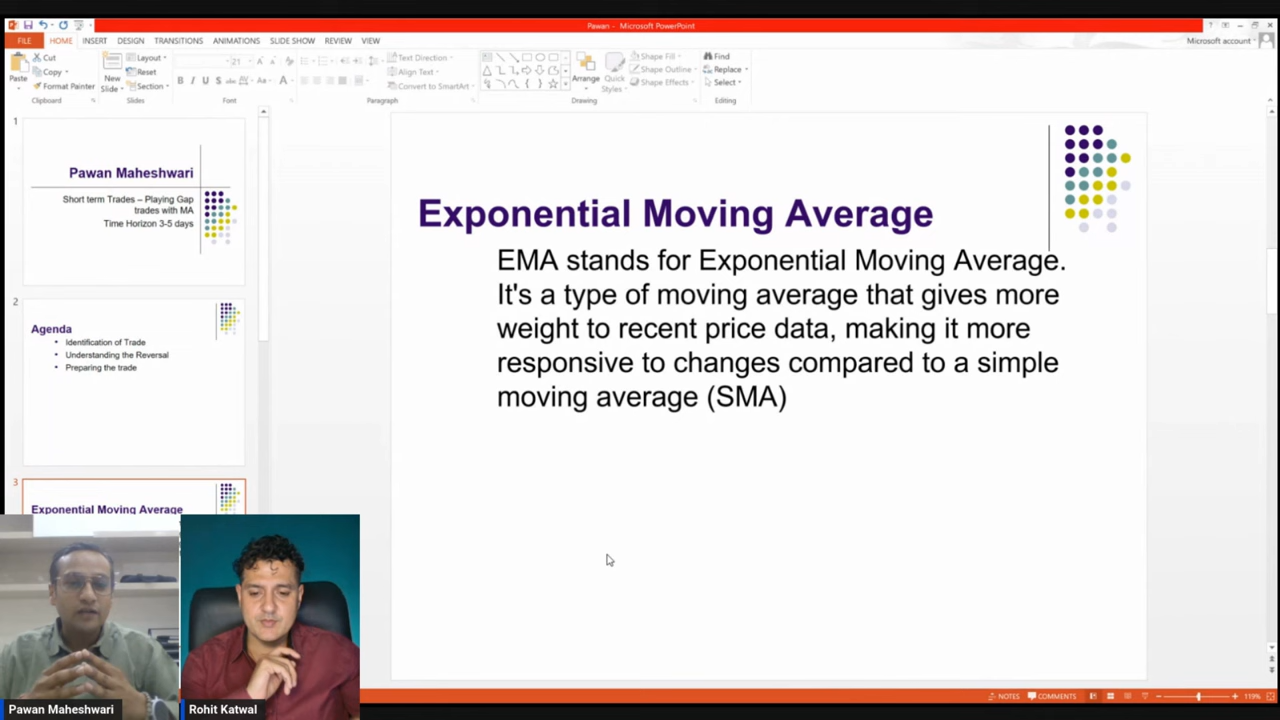 Pawan - Microsoft PowerPoint
FILE HOME INSERT DESIGN TRANSITIONS ANIMATIONS SLIDE SHOW REVIEW VIEW
Microsoft account
Paste
Cut
Copy
Format Painter
Clipboard
New Slide
Layout
Reset
Section
Slides
21
B I U S abc AV Aa A
Font
Text Direction
Align Text
Convert to SmartArt
Paragraph
Arrange
Quick Styles
Shape Fill
Shape Outline
Shape Effects
Drawing
Find
Replace
Select
Editing
1
Pawan Maheshwari
Short term Trades – Playing Gap
trades with MA
Time Horizon 3-5 days
2
Agenda
• Identification of Trade
• Understanding the Reversal
• Preparing the trade
3
Exponential Moving Average
Exponential Moving Average
EMA stands for Exponential Moving Average.
It's a type of moving average that gives more
weight to recent price data, making it more
responsive to changes compared to a simple
moving average (SMA)
Pawan Maheshwari
Rohit Katwal
NOTES COMMENTS 119%